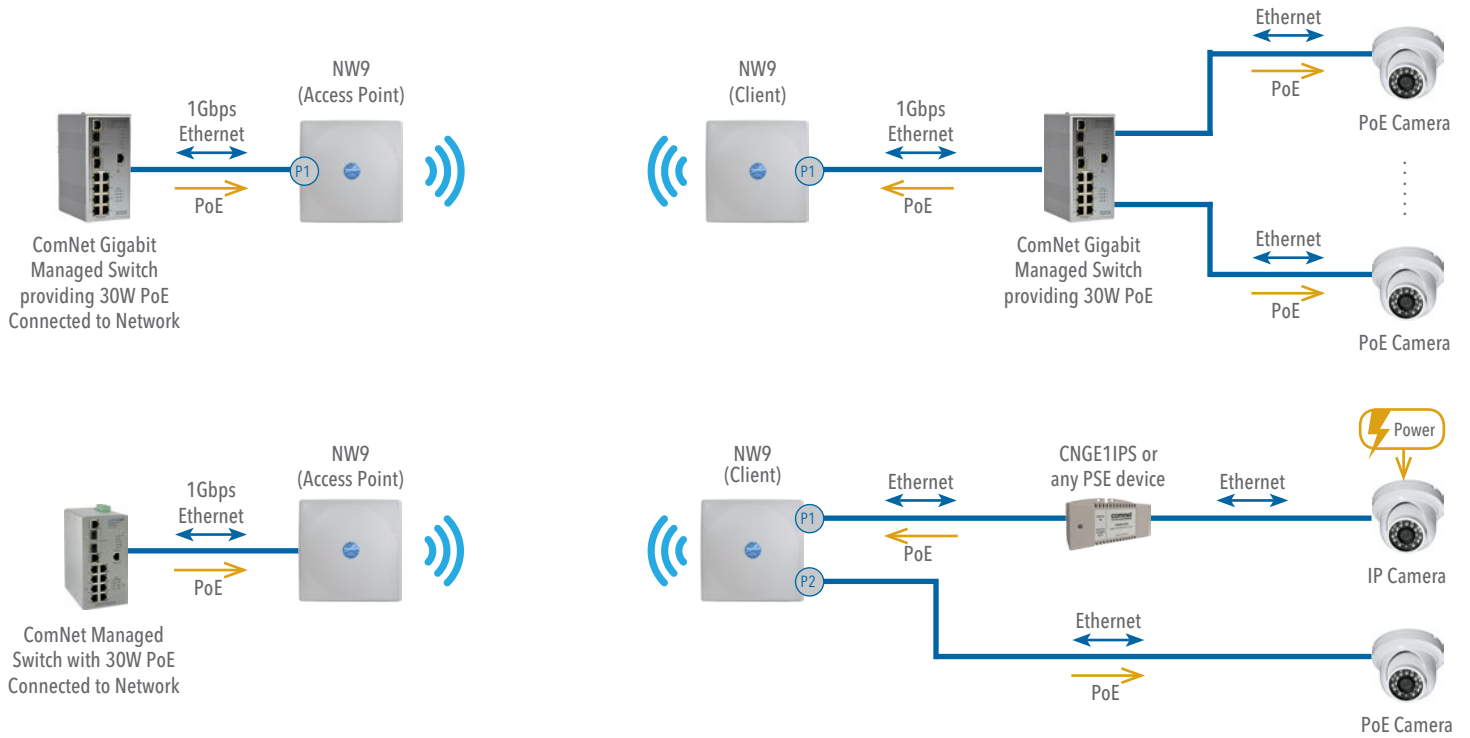 NW9
(Access Point)
1Gbps
Ethernet
PoE
P1
ComNet Gigabit
Managed Switch
providing 30W PoE
Connected to Network
NW9
(Client)
P1
1Gbps
Ethernet
PoE
ComNet Gigabit
Managed Switch
providing 30W PoE
Ethernet
PoE
PoE Camera
Ethernet
PoE
PoE Camera
NW9
(Access Point)
1Gbps
Ethernet
PoE
ComNet Managed
Switch with 30W PoE
Connected to Network
NW9
(Client)
P1
P2
Ethernet
PoE
CNGE1IPS or
any PSE device
comnet
Ethernet
Power
IP Camera
Ethernet
PoE
PoE Camera